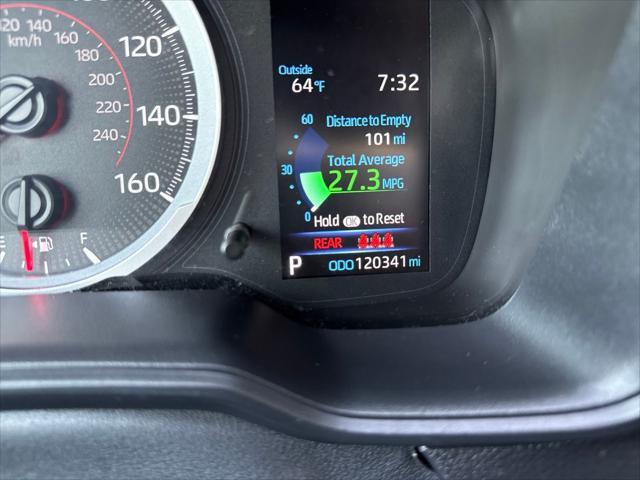 120 140
km/h
160
180
200
220
240
120
140
160
E F
Outside
64°F 7:32
60
Distance to Empty
101 mi
30
Total Average
27.3 MPG
0
Hold OK to Reset
REAR
P ODO 120341 mi